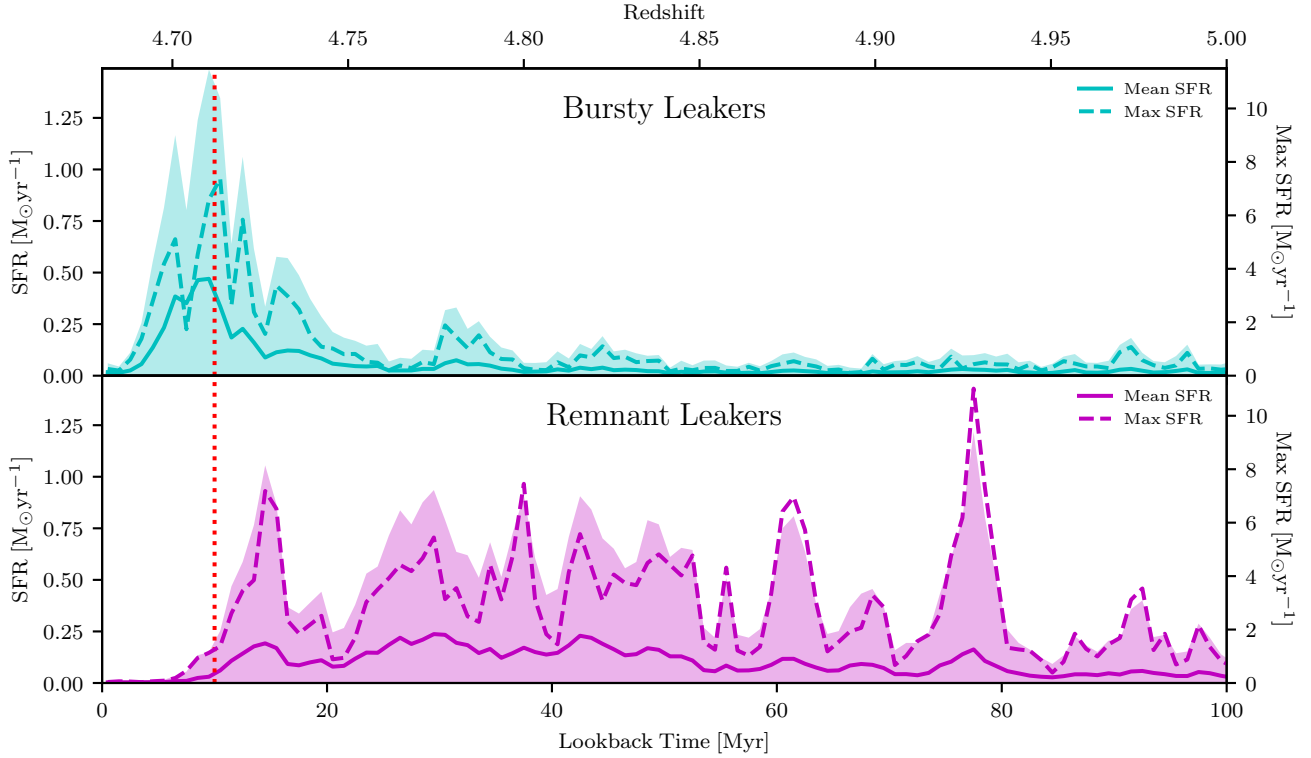 Redshift
4.70 4.75 4.80 4.85 4.90 4.95 5.00
Bursty Leakers
Mean SFR
Max SFR
SFR [M⊙yr−1]
1.25
1.00
0.75
0.50
0.25
0.00
Max SFR [M⊙yr−1]
10
8
6
4
2
0
Remnant Leakers
Mean SFR
Max SFR
SFR [M⊙yr−1]
1.25
1.00
0.75
0.50
0.25
0.00
Max SFR [M⊙yr−1]
10
8
6
4
2
0
0 20 40 60 80 100
Lookback Time [Myr]